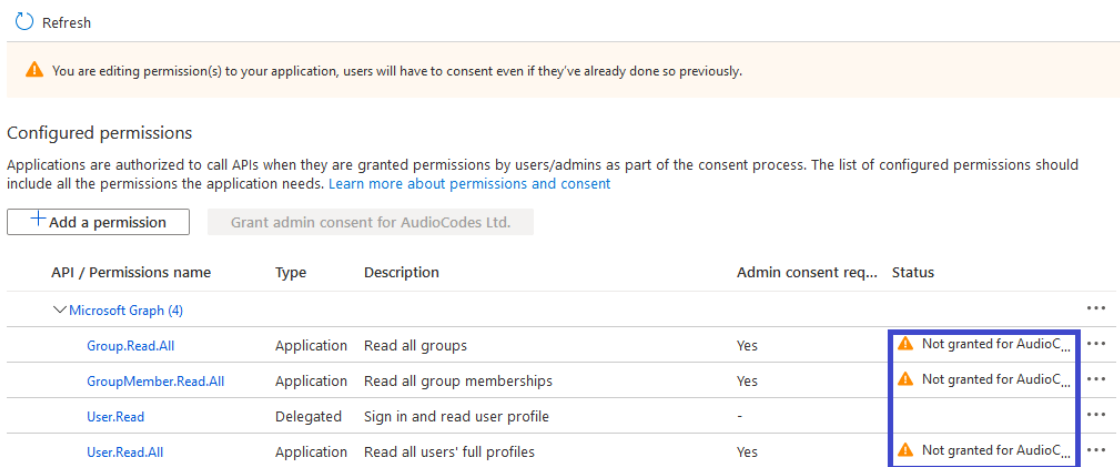 Refresh
You are editing permission(s) to your application, users will have to consent even if they've already done so previously.
Configured permissions
Applications are authorized to call APIs when they are granted permissions by users/admins as part of the consent process. The list of configured permissions should
include all the permissions the application needs. Learn more about permissions and consent
+ Add a permission Grant admin consent for AudioCodes Ltd.
API / Permissions name Type Description Admin consent req... Status
Microsoft Graph (4) ...
Group.Read.All Application Read all groups Yes Not granted for AudioC... ...
GroupMember.Read.All Application Read all group memberships Yes Not granted for AudioC... ...
User.Read Delegated Sign in and read user profile - ...
User.Read.All Application Read all users' full profiles Yes Not granted for AudioC... ...